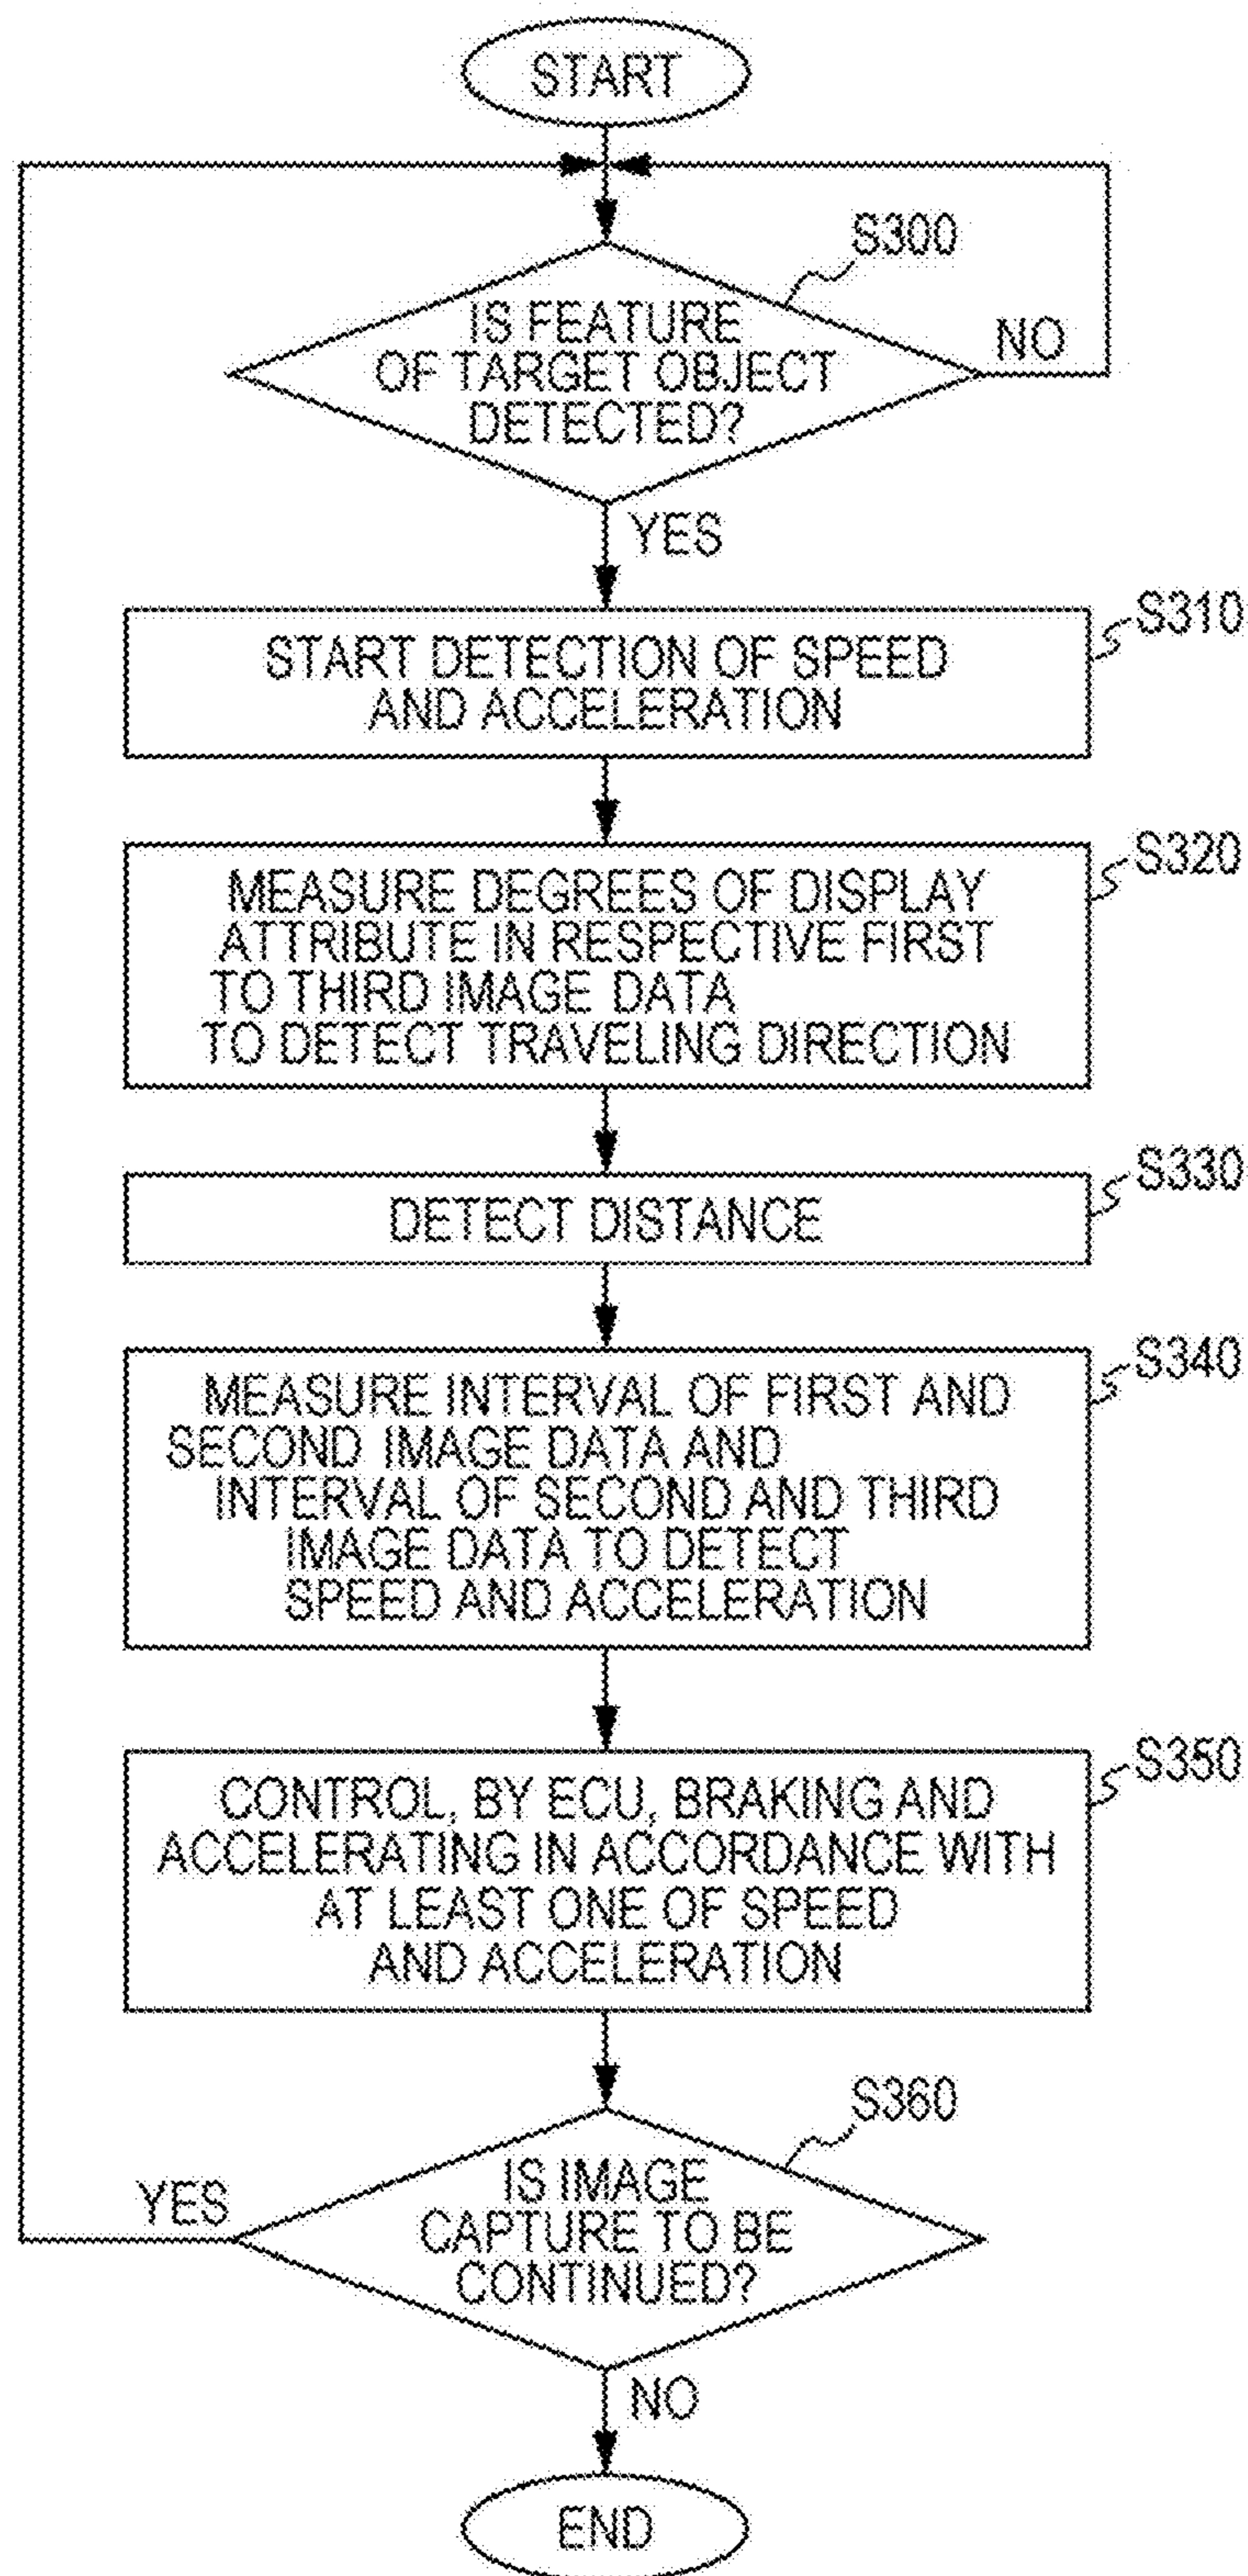 START
S300
IS FEATURE
OF TARGET OBJECT
DETECTED?
NO
YES
S310
START DETECTION OF SPEED
AND ACCELERATION
S320
MEASURE DEGREES OF DISPLAY
ATTRIBUTE IN RESPECTIVE FIRST
TO THIRD IMAGE DATA
TO DETECT TRAVELING DIRECTION
S330
DETECT DISTANCE
S340
MEASURE INTERVAL OF FIRST AND
SECOND IMAGE DATA AND
INTERVAL OF SECOND AND THIRD
IMAGE DATA TO DETECT
SPEED AND ACCELERATION
S350
CONTROL, BY ECU, BRAKING AND
ACCELERATING IN ACCORDANCE WITH
AT LEAST ONE OF SPEED
AND ACCELERATION
S360
IS IMAGE
CAPTURE TO BE
CONTINUED?
YES
NO
END